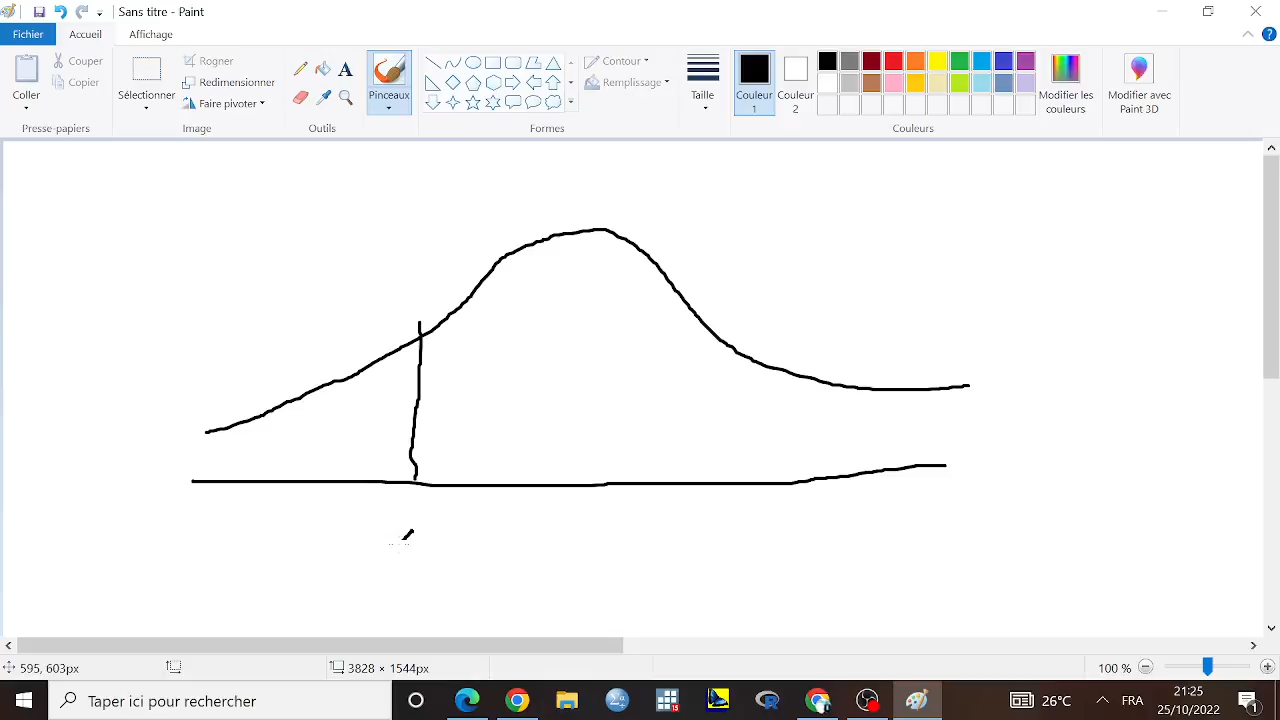 Sans titre - Paint
Fichier Accueil Affichage
Coller
Couper
Copier
Presse-papiers
Sélectionner
Rogner
Redimensionner
Faire pivoter
Image
Outils
Pinceaux
Contour
Remplissage
Formes
Taille
Couleur 1
Couleur 2
Modifier les couleurs
Couleurs
Modifier avec Paint 3D
595, 603px 3828 × 1544px 100 %
Tapez ici pour rechercher
26°C FRA 21:25
25/10/2022